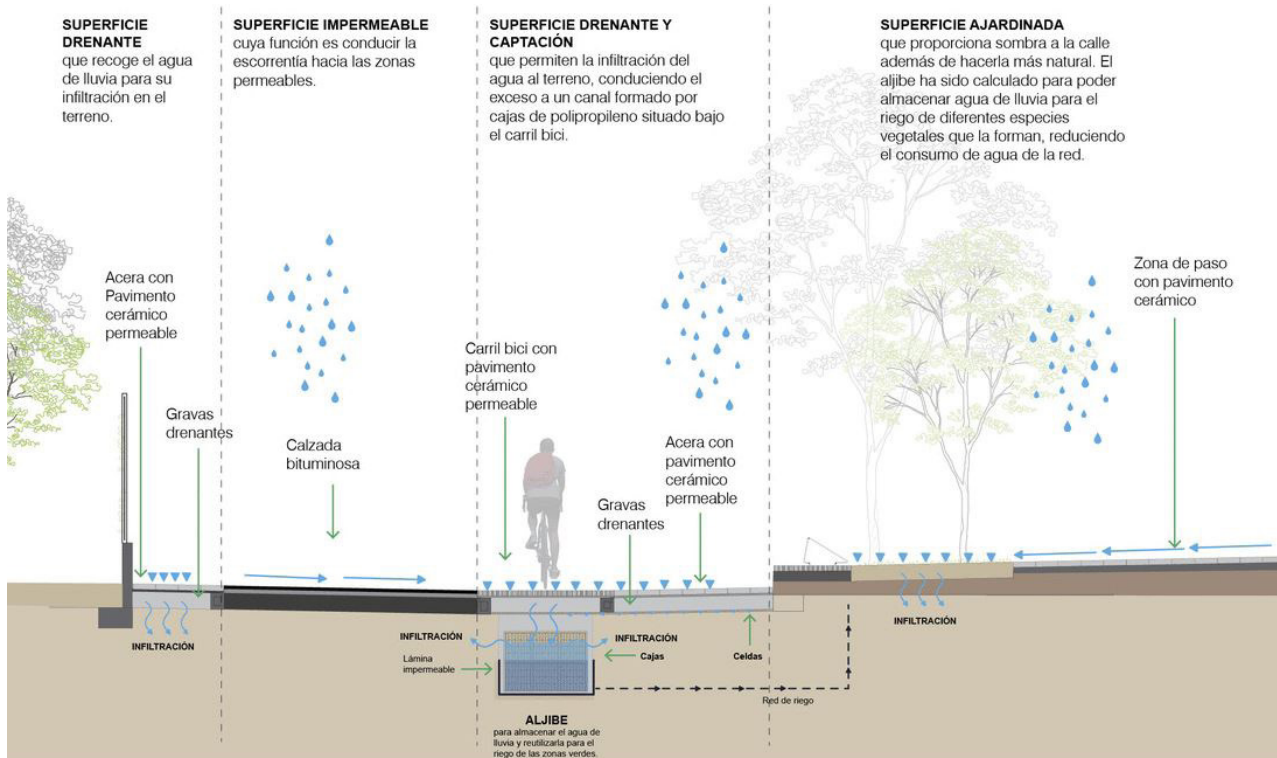 SUPERFICIE
DRENANTE
que recoge el agua
de lluvia para su
infiltración en el
terreno.
SUPERFICIE IMPERMEABLE
cuya función es conducir la
escorrentía hacia las zonas
permeables.
SUPERFICIE DRENANTE Y
CAPTACIÓN
que permiten la infiltración del
agua al terreno, conduciendo el
exceso a un canal formado por
cajas de polipropileno situado bajo
el carril bici.
SUPERFICIE AJARDINADA
que proporciona sombra a la calle
además de hacerla más natural. El
aljibe ha sido calculado para poder
almacenar agua de lluvia para el
riego de diferentes especies
vegetales que la forman, reduciendo
el consumo de agua de la red.
Acera con
Pavimento
cerámico
permeable
Gravas
drenantes
Calzada
bituminosa
Carril bici con
pavimento
cerámico
permeable
Gravas
drenantes
Acera con
pavimento
cerámico
permeable
Zona de paso
con pavimento
cerámico
INFILTRACIÓN
INFILTRACIÓN
INFILTRACIÓN
INFILTRACIÓN
Lámina
impermeable
Cajas
Celdas
Red de riego
ALJIBE
para almacenar el agua de
lluvia y reutilizarla para el
riego de las zonas verdes.